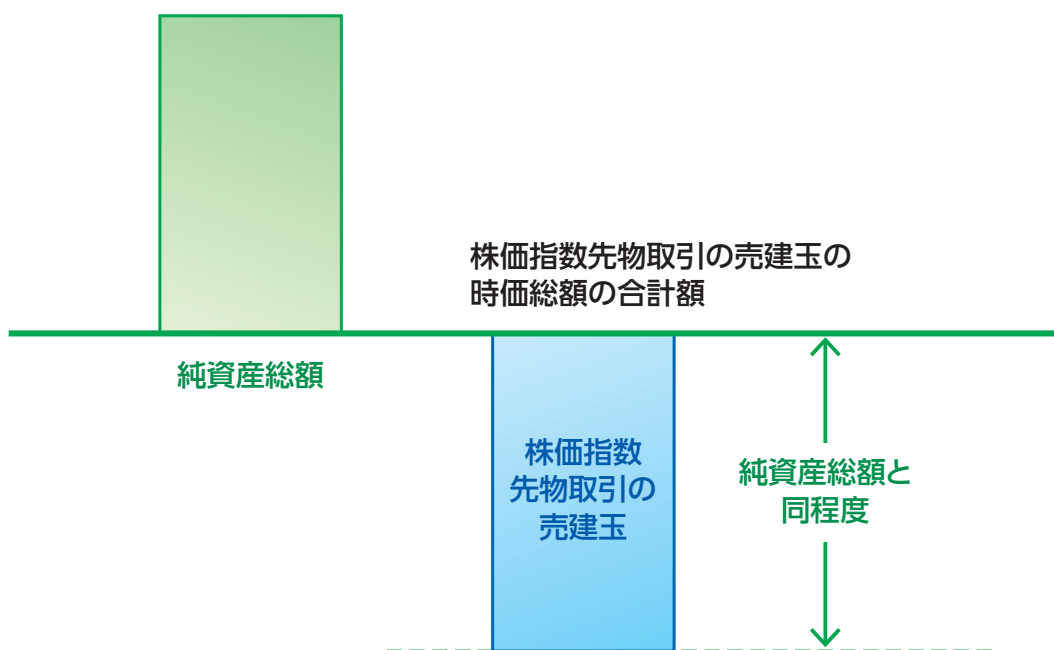 株価指数先物取引の売建玉の
時価総額の合計額
純資産総額
株価指数
先物取引の
売建玉
純資産総額と
同程度